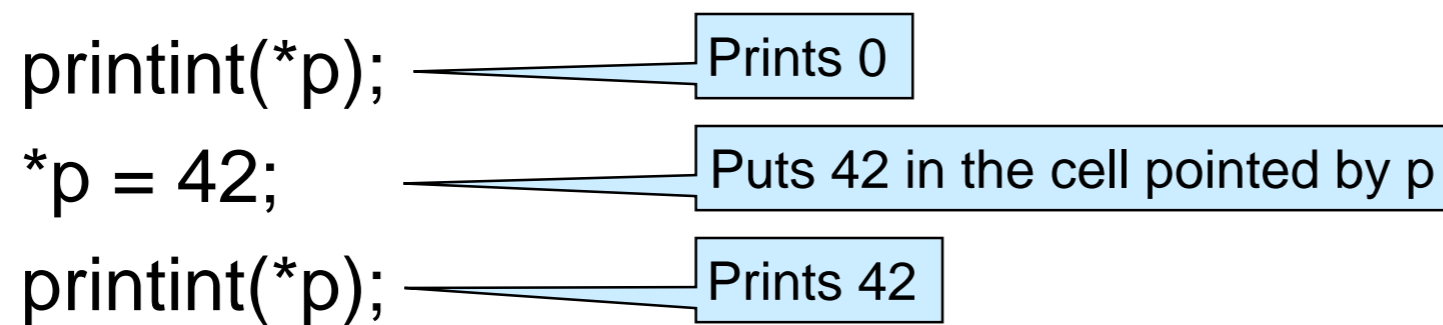 printint(*p); Prints 0
*p = 42; Puts 42 in the cell pointed by p
printint(*p); Prints 42